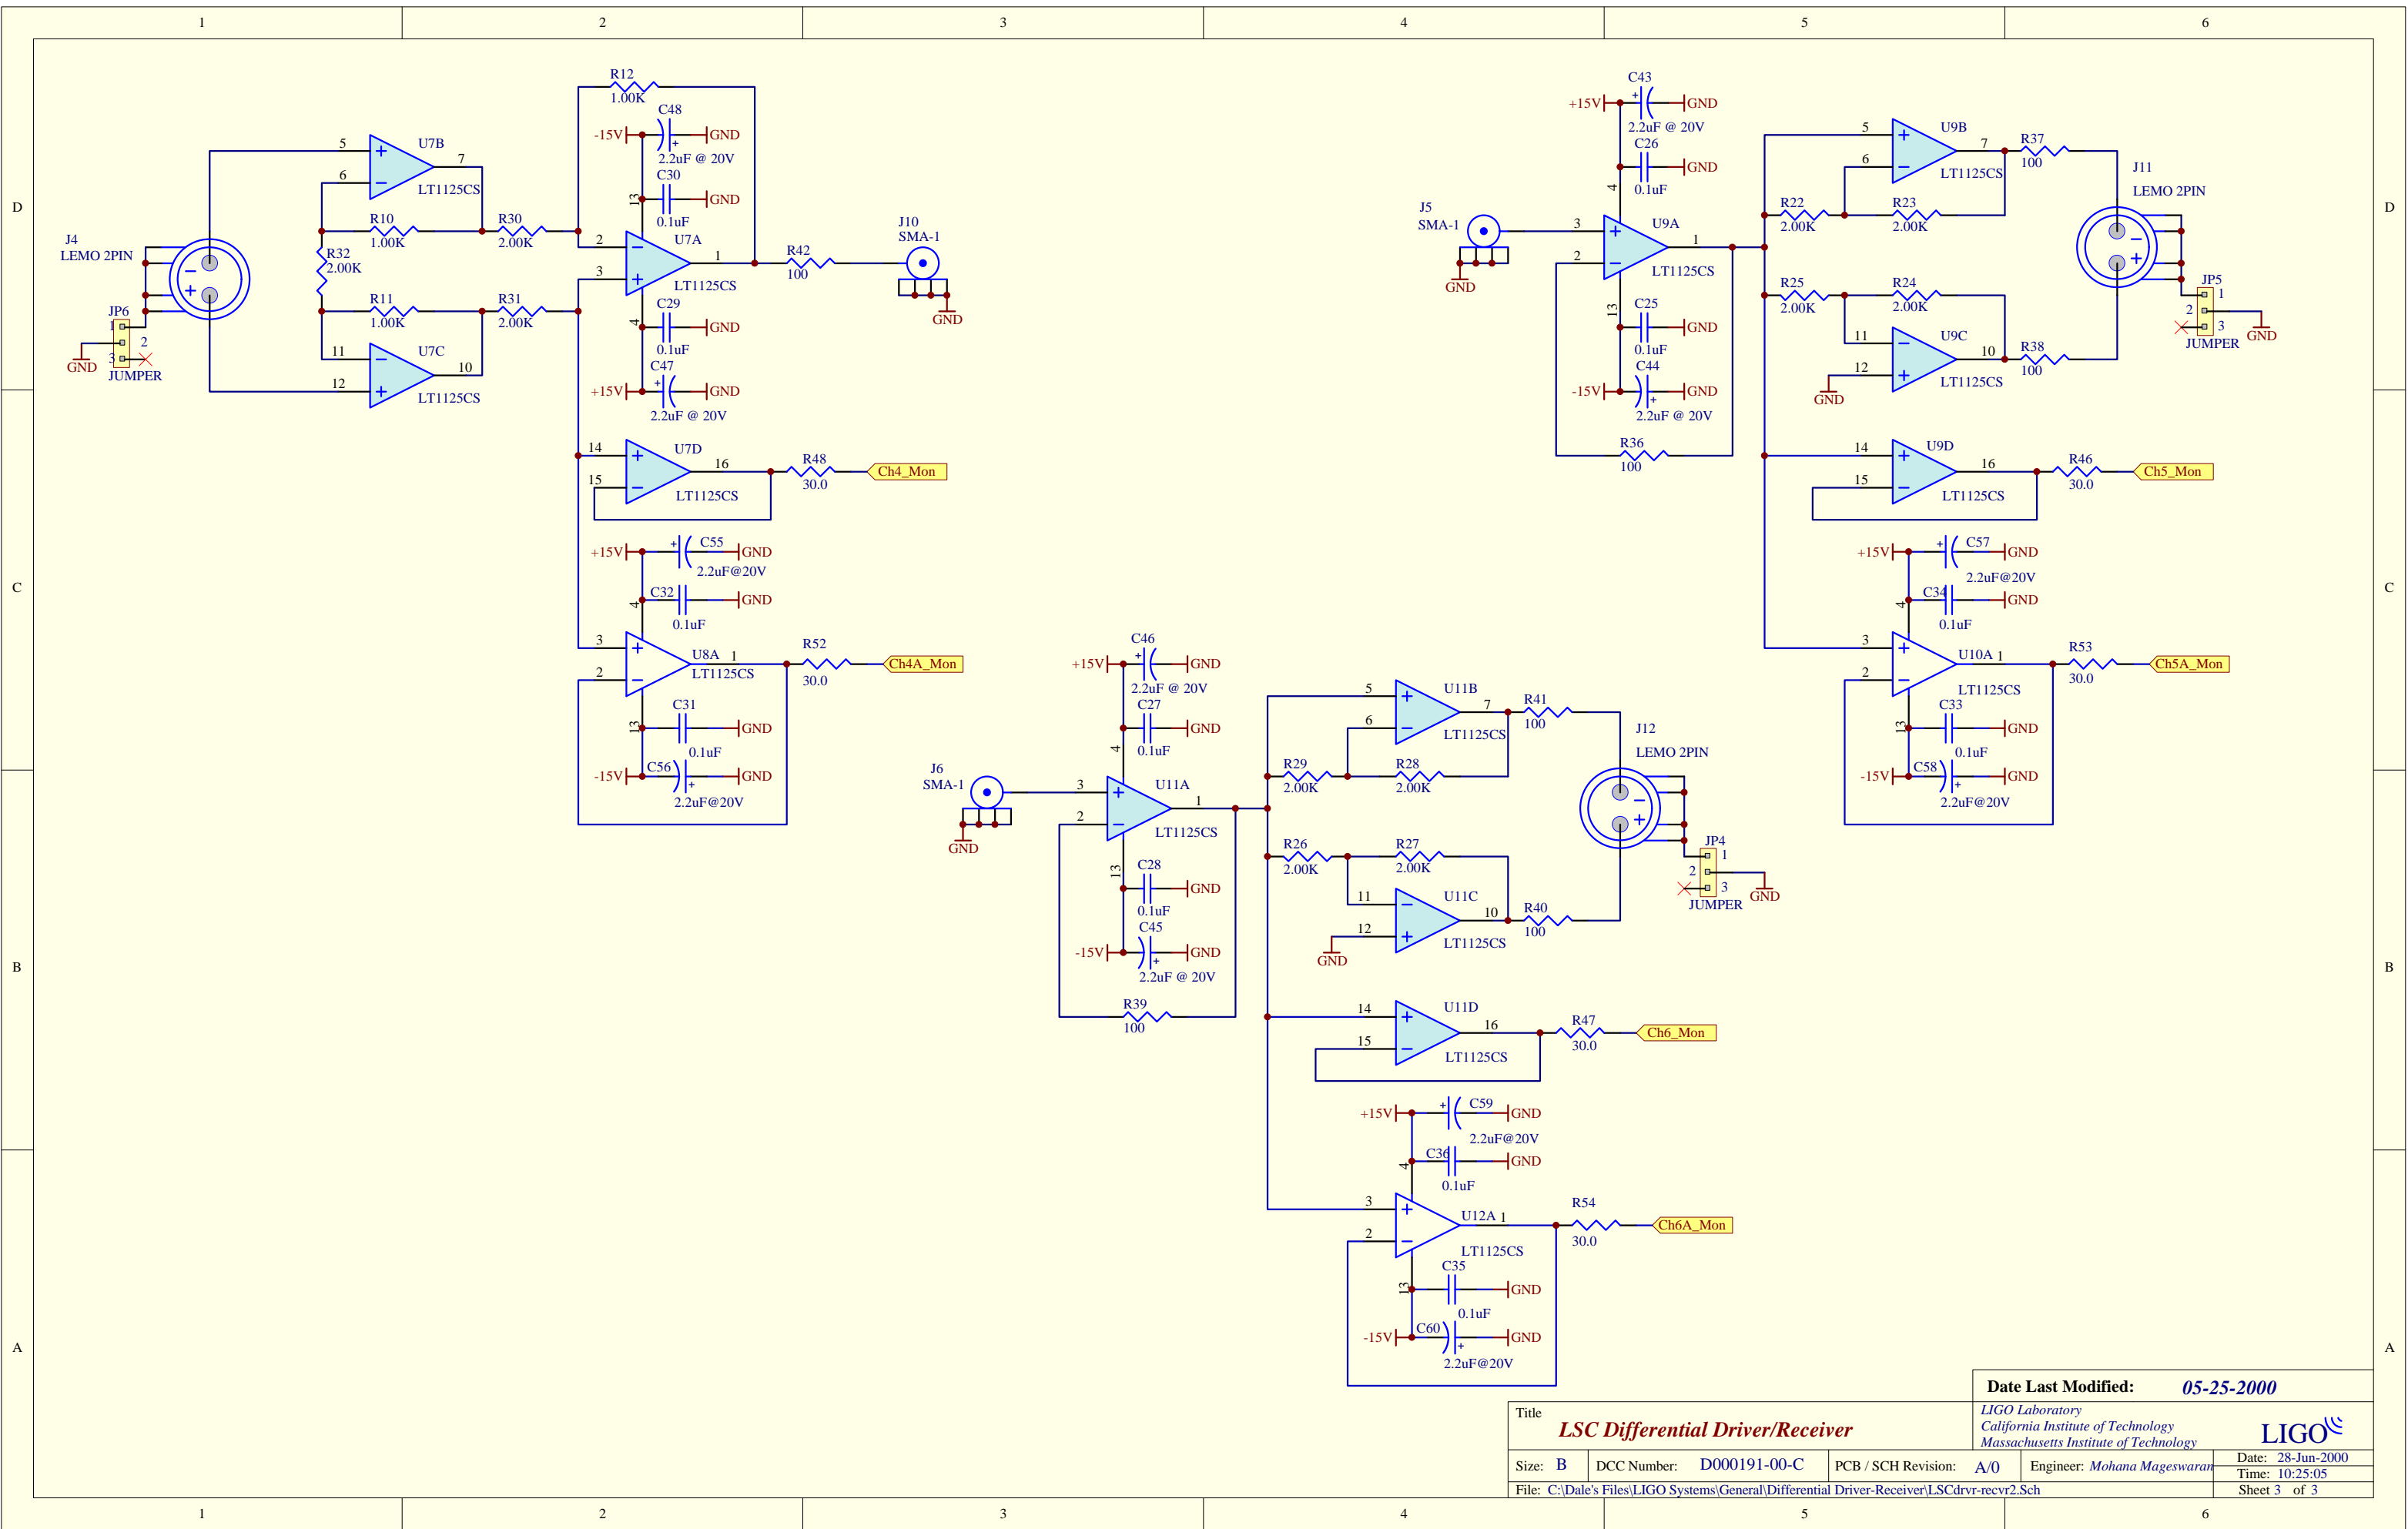 1 2 3 4 5 6
D
C
B
A
D
C
B
A
1 2 3 4 5 6
J4
LEMO 2PIN
JP6
1
2
3
GND
JUMPER
−
+
5
6
7
U7B
LT1125CS
R10
1.00K
R30
2.00K
R32
2.00K
R11
1.00K
R31
2.00K
11
12
10
U7C
LT1125CS
R12
1.00K
C48
-15V
GND
2.2uF @ 20V
C30
GND
0.1uF
13
2
3
1
U7A
LT1125CS
4
C29
GND
0.1uF
C47
+15V
GND
2.2uF @ 20V
R42
100
J10
SMA-1
GND
14
15
16
U7D
LT1125CS
R48
30.0
Ch4_Mon
+15V
C55
GND
2.2uF@20V
C32
GND
0.1uF
4
3
2
1
U8A
LT1125CS
R52
30.0
Ch4A_Mon
13
C31
GND
0.1uF
-15V
C56
GND
2.2uF@20V
J6
SMA-1
GND
C46
+15V
GND
2.2uF @ 20V
C27
GND
0.1uF
4
3
2
1
U11A
LT1125CS
13
C28
GND
0.1uF
C45
-15V
GND
2.2uF @ 20V
R39
100
5
6
7
U11B
LT1125CS
R41
100
R29
2.00K
R28
2.00K
R26
2.00K
R27
2.00K
11
12
10
U11C
LT1125CS
GND
R40
100
J12
LEMO 2PIN
−
+
JP4
1
2
3
JUMPER
GND
14
15
16
U11D
LT1125CS
R47
30.0
Ch6_Mon
+15V
C59
GND
2.2uF@20V
C36
GND
0.1uF
4
3
2
1
U12A
LT1125CS
R54
30.0
Ch6A_Mon
13
C35
GND
0.1uF
-15V
C60
GND
2.2uF@20V
J5
SMA-1
GND
C43
+15V
GND
2.2uF @ 20V
C26
GND
0.1uF
4
3
2
1
U9A
LT1125CS
13
C25
GND
0.1uF
C44
-15V
GND
2.2uF @ 20V
R36
100
5
6
7
U9B
LT1125CS
R37
100
R22
2.00K
R23
2.00K
R25
2.00K
R24
2.00K
11
12
10
U9C
LT1125CS
GND
R38
100
J11
LEMO 2PIN
−
+
JP5
1
2
3
JUMPER
GND
14
15
16
U9D
LT1125CS
R46
30.0
Ch5_Mon
+15V
C57
GND
2.2uF@20V
C34
GND
0.1uF
4
3
2
1
U10A
LT1125CS
R53
30.0
Ch5A_Mon
13
C33
GND
0.1uF
-15V
C58
GND
2.2uF@20V
Date Last Modified: 05-25-2000
Title
LSC Differential Driver/Receiver
LIGO Laboratory
California Institute of Technology
Massachusetts Institute of Technology
LIGO
Size: B DCC Number: D000191-00-C PCB / SCH Revision: A/0 Engineer: Mohana Mageswaran
Date: 28-Jun-2000
Time: 10:25:05
File: C:\Dale's Files\LIGO Systems\General\Differential Driver-Receiver\LSCdrvr-recvr2.Sch
Sheet 3 of 3